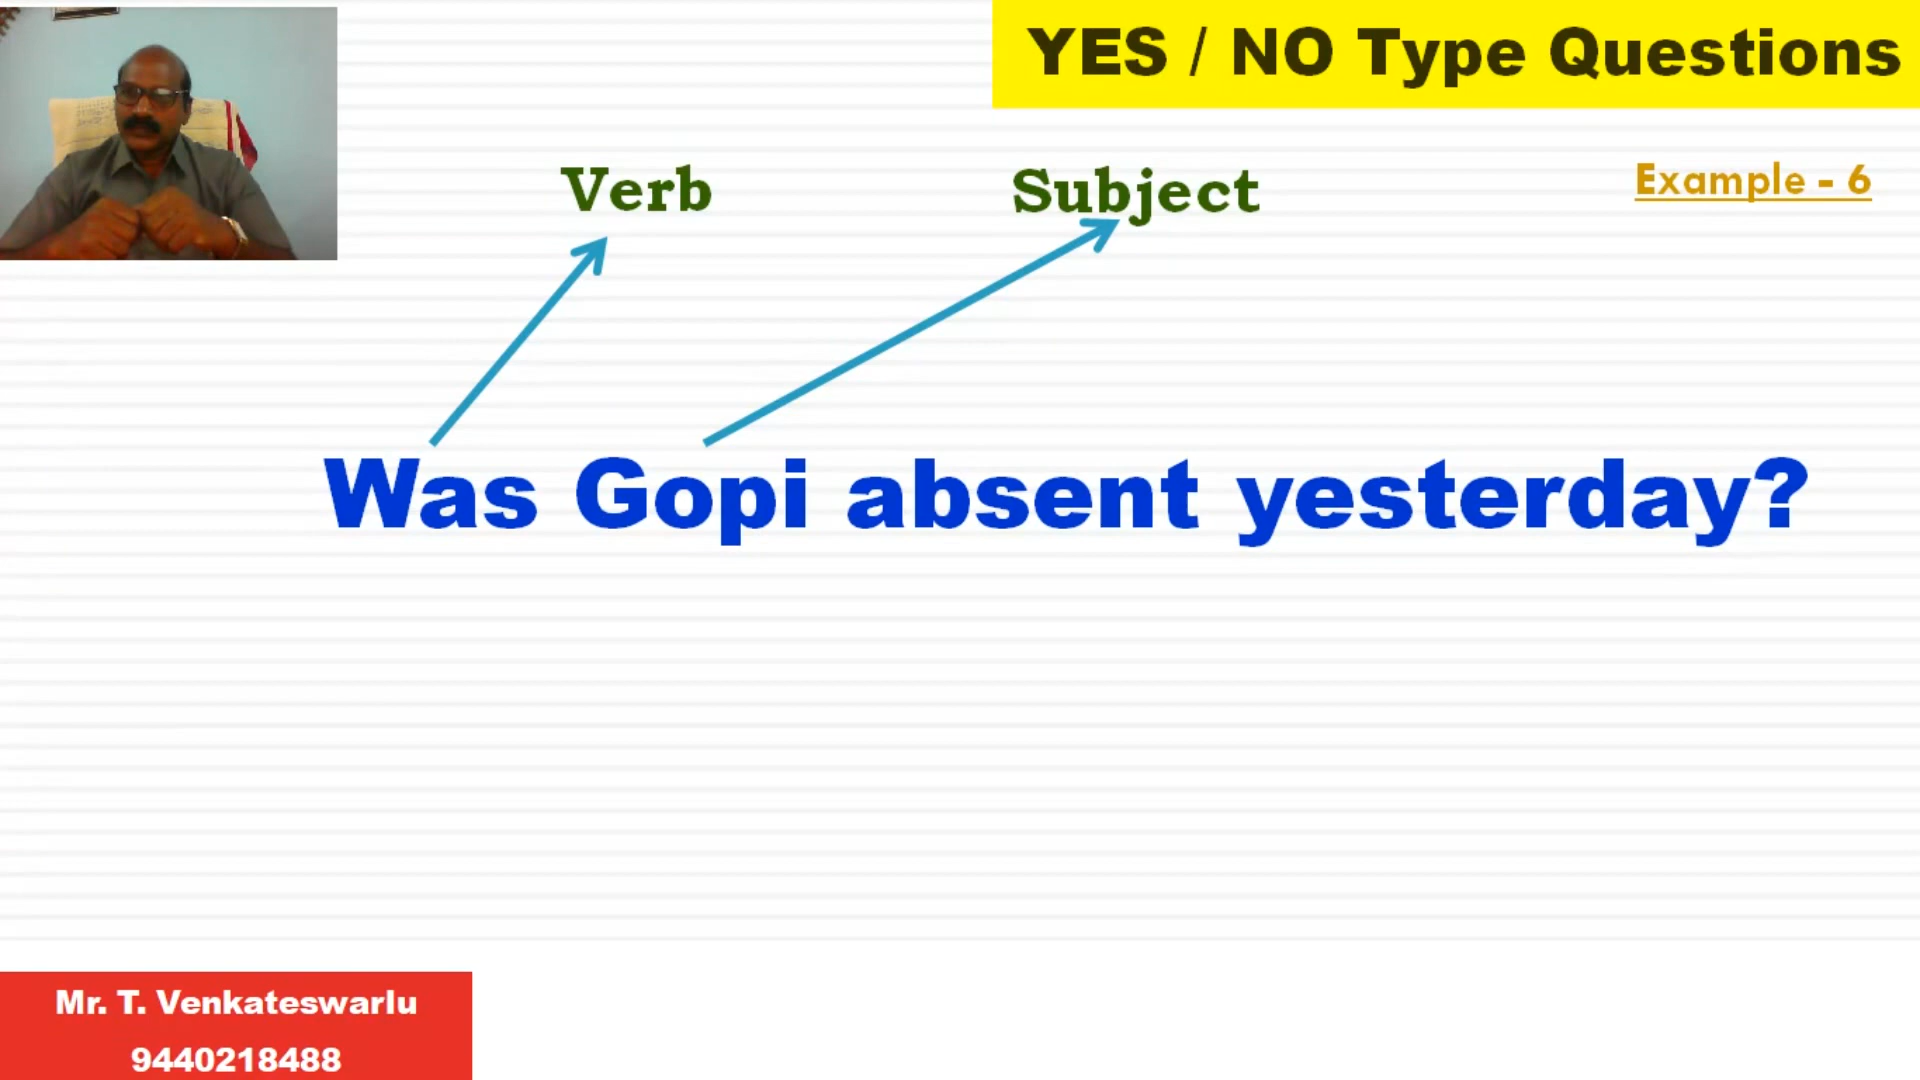 YES / NO Type Questions
Verb
Subject
Example - 6
Was Gopi absent yesterday?
Mr. T. Venkateswarlu
9440218488